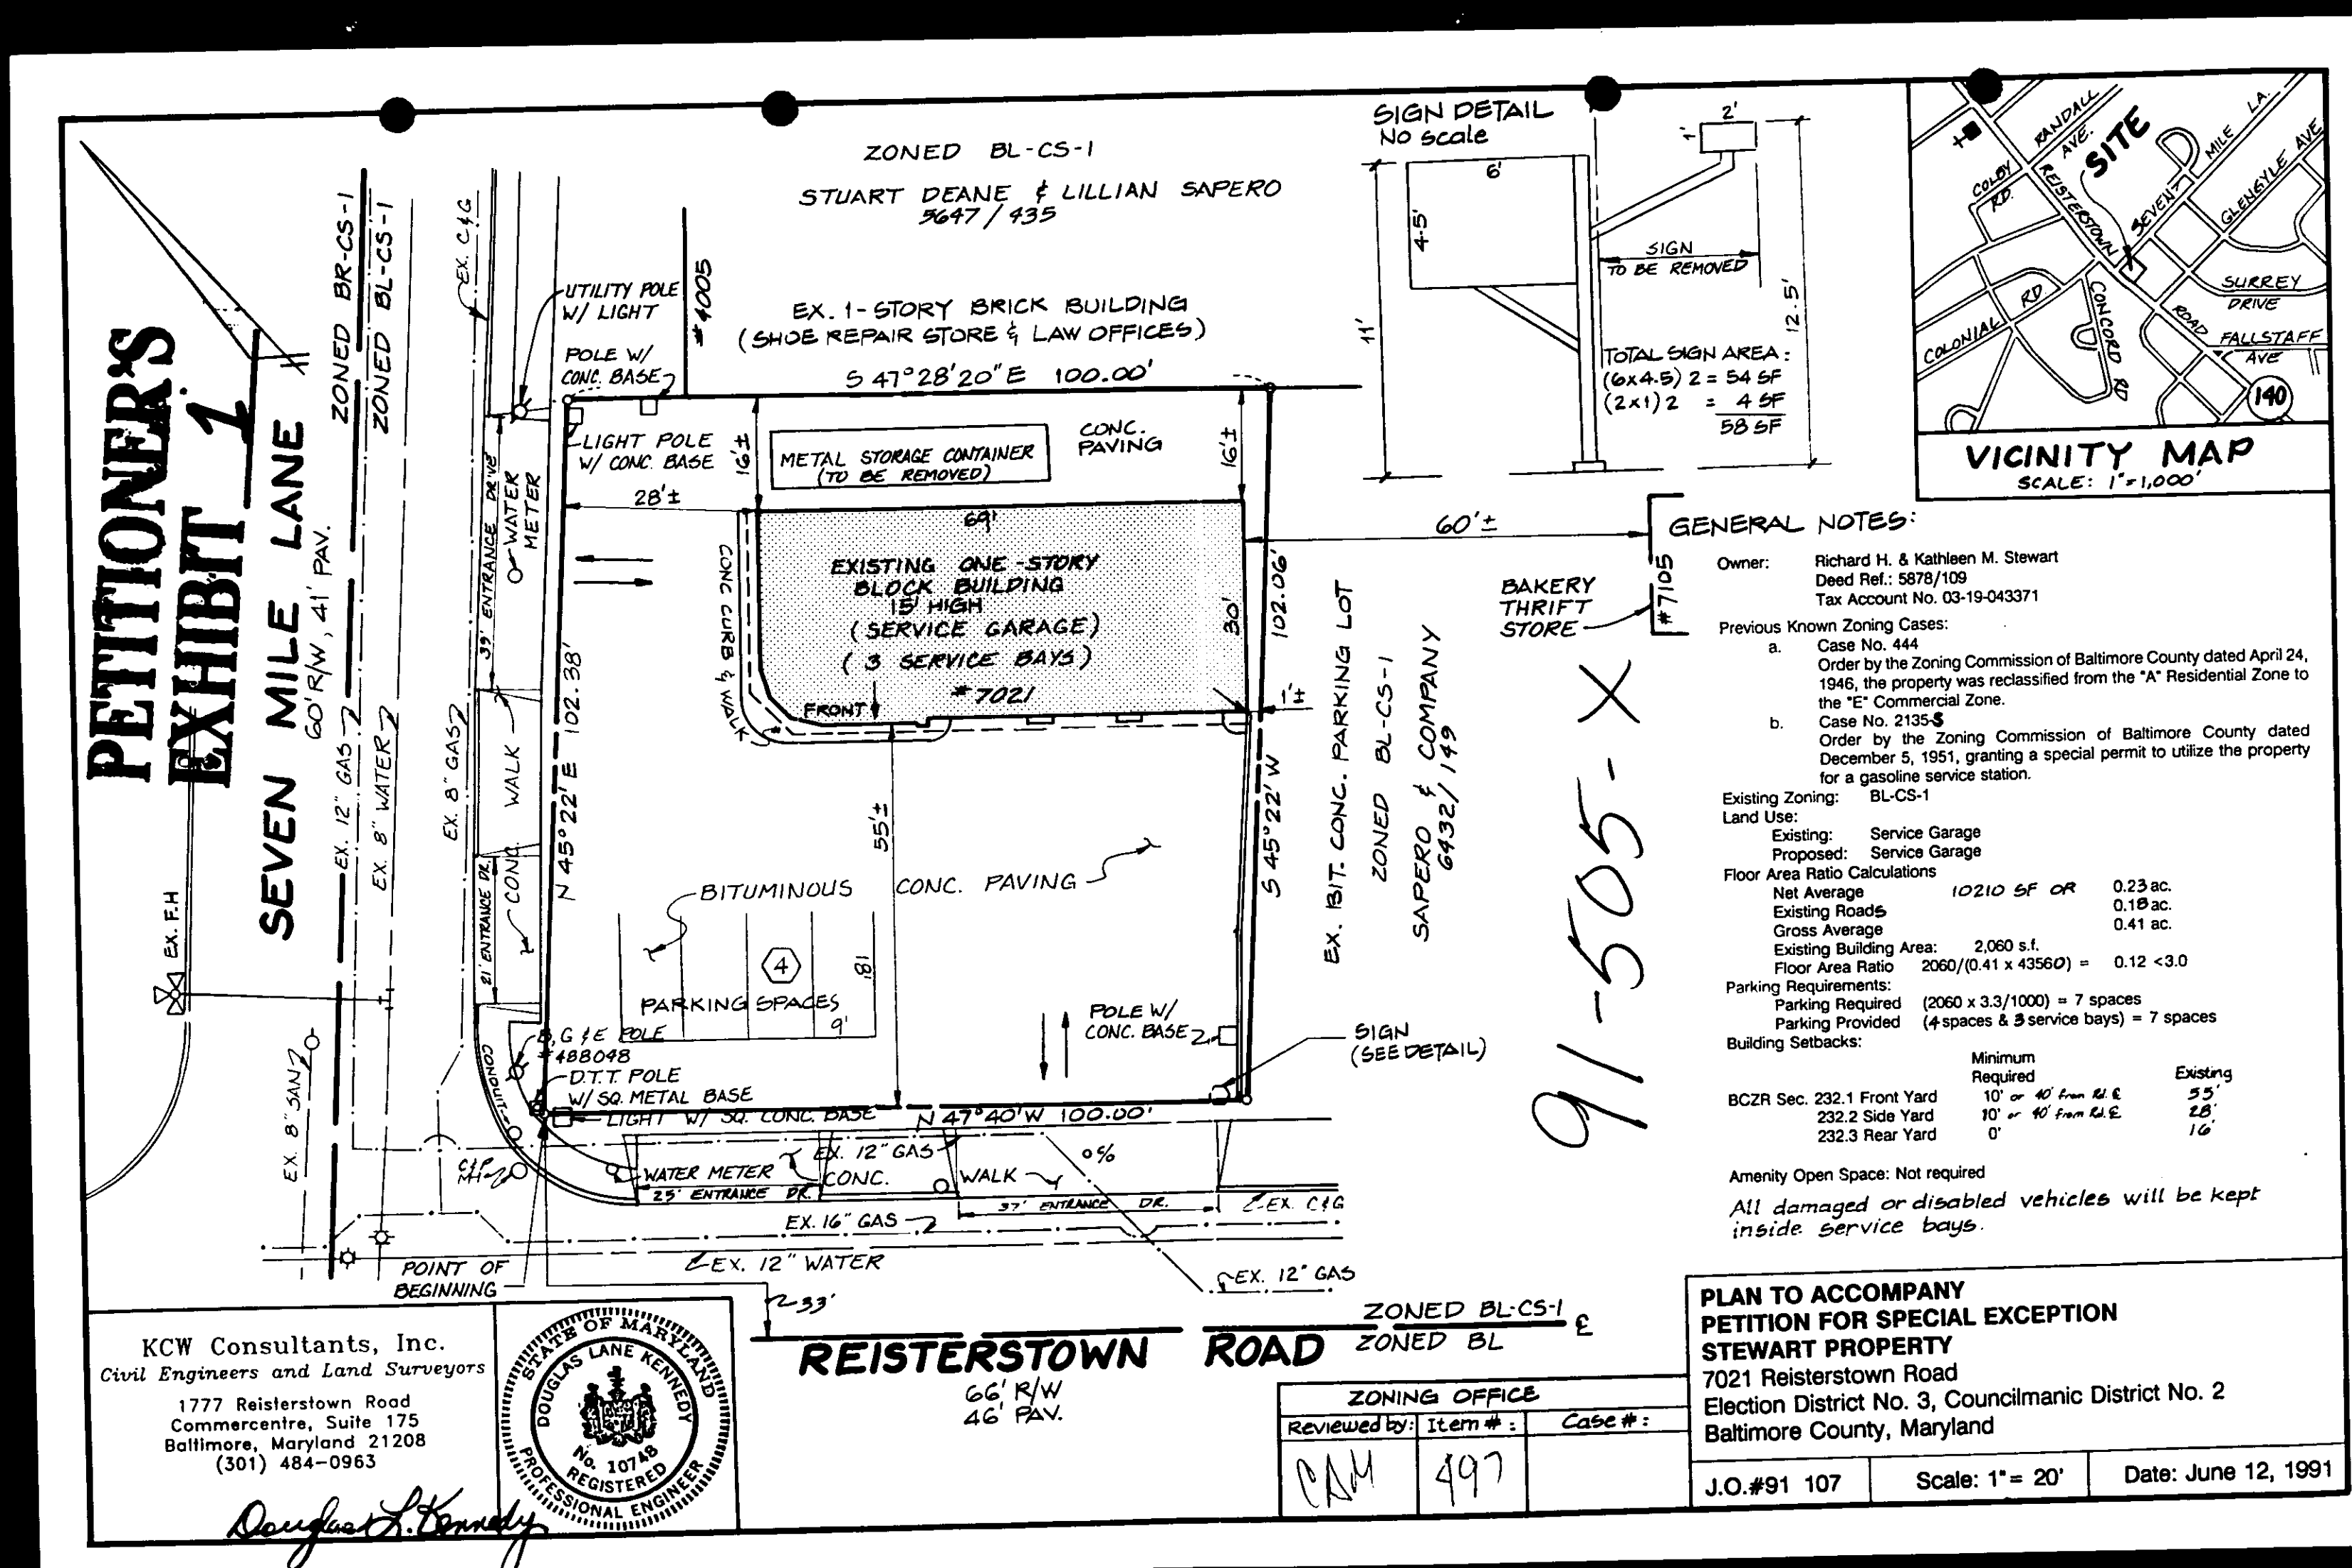 PETITIONER'S
EXHIBIT 1
ZONED BL-CS-1
STUART DEANE & LILLIAN SAPERO
5647/435
#4005
EX. 1-STORY BRICK BUILDING
(SHOE REPAIR STORE & LAW OFFICES)
S 47°28'20"E 100.00'
ZONED BR-CS-1
ZONED BL-CS-1
EX. C&G
UTILITY POLE
W/ LIGHT
POLE W/
CONC. BASE
LIGHT POLE
W/ CONC. BASE
SEVEN MILE LANE
60' R/W, 41' PAV.
EX. 12" GAS
EX. 8" WATER
EX. 8" GAS
39' ENTRANCE DRIVE
WATER
METER
CONC. WALK
21' ENTRANCE DR.
N 45°22' E 102.38'
EX. F.H
EX. 8" SAN
16'±
METAL STORAGE CONTAINER
(TO BE REMOVED)
CONC.
PAVING
16'±
28'±
69'
EXISTING ONE-STORY
BLOCK BUILDING
15' HIGH
(SERVICE GARAGE)
(3 SERVICE BAYS)
#7021
FRONT
30'
1'±
CONC CURB & WALK
102.06'
S 45°22' W
60'±
BAKERY
THRIFT
STORE
#7105
EX. BIT. CONC. PARKING LOT
ZONED BL-CS-1
SAPERO & COMPANY
6432/149
55'±
BITUMINOUS CONC. PAVING
4
18'
PARKING SPACES
9'
B,G &E POLE
#488048
D.T.T. POLE
W/ SQ. METAL BASE
LIGHT W/ SQ. CONC. BASE
N 47°40'W 100.00'
POLE W/
CONC. BASE
SIGN
(SEE DETAIL)
CONDUIT
C&P
MH
WATER METER
EX. 12" GAS
CONC. WALK
25' ENTRANCE DR.
37' ENTRANCE DR.
EX. C&G
EX. 16" GAS
EX. 12" WATER
EX. 12" GAS
POINT OF
BEGINNING
33'
REISTERSTOWN ROAD
66' R/W
46' PAV.
ZONED BL-CS-1
ZONED BL
℄
SIGN DETAIL
No Scale
6'
4.5'
11'
2'
1'
12.5'
SIGN
TO BE REMOVED
TOTAL SIGN AREA:
(6x4.5) 2 = 54 SF
(2x1) 2 = 4 SF
58 SF
RANDALL
AVE.
SITE
SEVEN MILE LA.
GLENGYLE AVE
COLBY
RD.
REISTERSTOWN
ROAD
SURREY
DRIVE
COLONIAL RD
CONCORD RD
FALLSTAFF
AVE
140
VICINITY MAP
SCALE: 1"=1,000'
91-505-X
GENERAL NOTES:
Owner: Richard H. & Kathleen M. Stewart
Deed Ref.: 5878/109
Tax Account No. 03-19-043371
Previous Known Zoning Cases:
a. Case No. 444
Order by the Zoning Commission of Baltimore County dated April 24,
1946, the property was reclassified from the "A" Residential Zone to
the "E" Commercial Zone.
b. Case No. 2135-S
Order by the Zoning Commission of Baltimore County dated
December 5, 1951, granting a special permit to utilize the property
for a gasoline service station.
Existing Zoning: BL-CS-1
Land Use:
Existing: Service Garage
Proposed: Service Garage
Floor Area Ratio Calculations
Net Average 10210 SF OR 0.23 ac.
Existing Roads 0.18 ac.
Gross Average 0.41 ac.
Existing Building Area: 2,060 s.f.
Floor Area Ratio 2060/(0.41 x 43560) = 0.12 <3.0
Parking Requirements:
Parking Required (2060 x 3.3/1000) = 7 spaces
Parking Provided (4 spaces & 3 service bays) = 7 spaces
Building Setbacks:
Minimum
Required Existing
BCZR Sec. 232.1 Front Yard 10' or 40' from Rd. ℄ 55'
232.2 Side Yard 10' or 40' from Rd. ℄ 28'
232.3 Rear Yard 0' 16'
Amenity Open Space: Not required
All damaged or disabled vehicles will be kept
inside service bays.
KCW Consultants, Inc.
Civil Engineers and Land Surveyors
1777 Reisterstown Road
Commercentre, Suite 175
Baltimore, Maryland 21208
(301) 484-0963
Douglas L. Kennedy
STATE OF MARYLAND
DOUGLAS LANE KENNEDY
No. 10748
REGISTERED
PROFESSIONAL ENGINEER
ZONING OFFICE
Reviewed by: Item #: Case #:
CAM 497
PLAN TO ACCOMPANY
PETITION FOR SPECIAL EXCEPTION
STEWART PROPERTY
7021 Reisterstown Road
Election District No. 3, Councilmanic District No. 2
Baltimore County, Maryland
J.O.#91 107 Scale: 1"= 20' Date: June 12, 1991